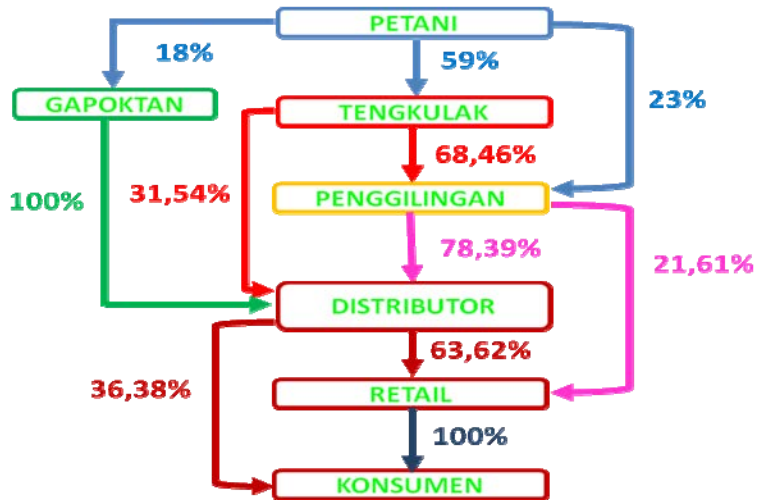 PETANI
18%
59%
GAPOKTAN
TENGKULAK
23%
68,46%
31,54%
100%
PENGGILINGAN
78,39%
21,61%
DISTRIBUTOR
63,62%
36,38%
RETAIL
100%
KONSUMEN